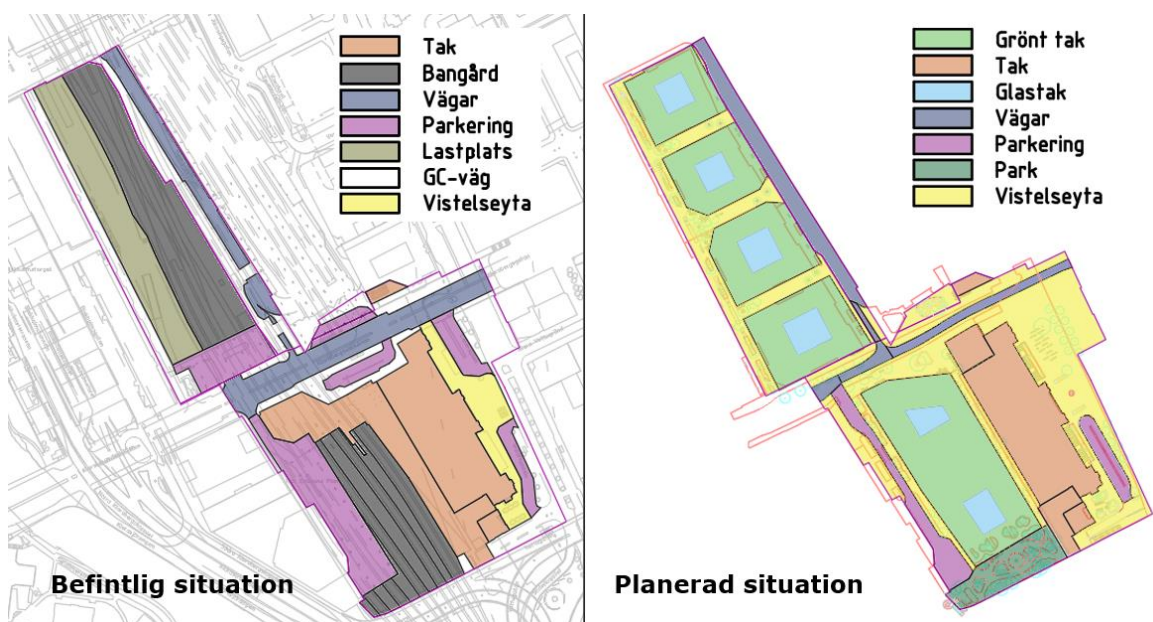 Tak
Bangård
Vägar
Parkering
Lastplats
GC-väg
Vistelseyta
Befintlig situation
Grönt tak
Tak
Glastak
Vägar
Parkering
Park
Vistelseyta
Planerad situation